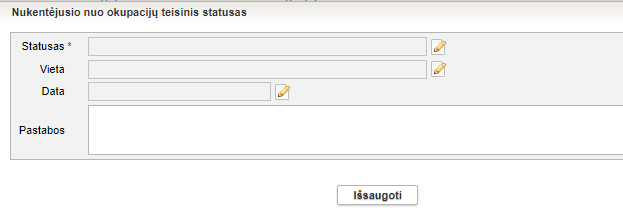 Nukentėjusio nuo okupacijų teisinis statusas
Statusas *
Vieta
Data
Pastabos
Išsaugoti